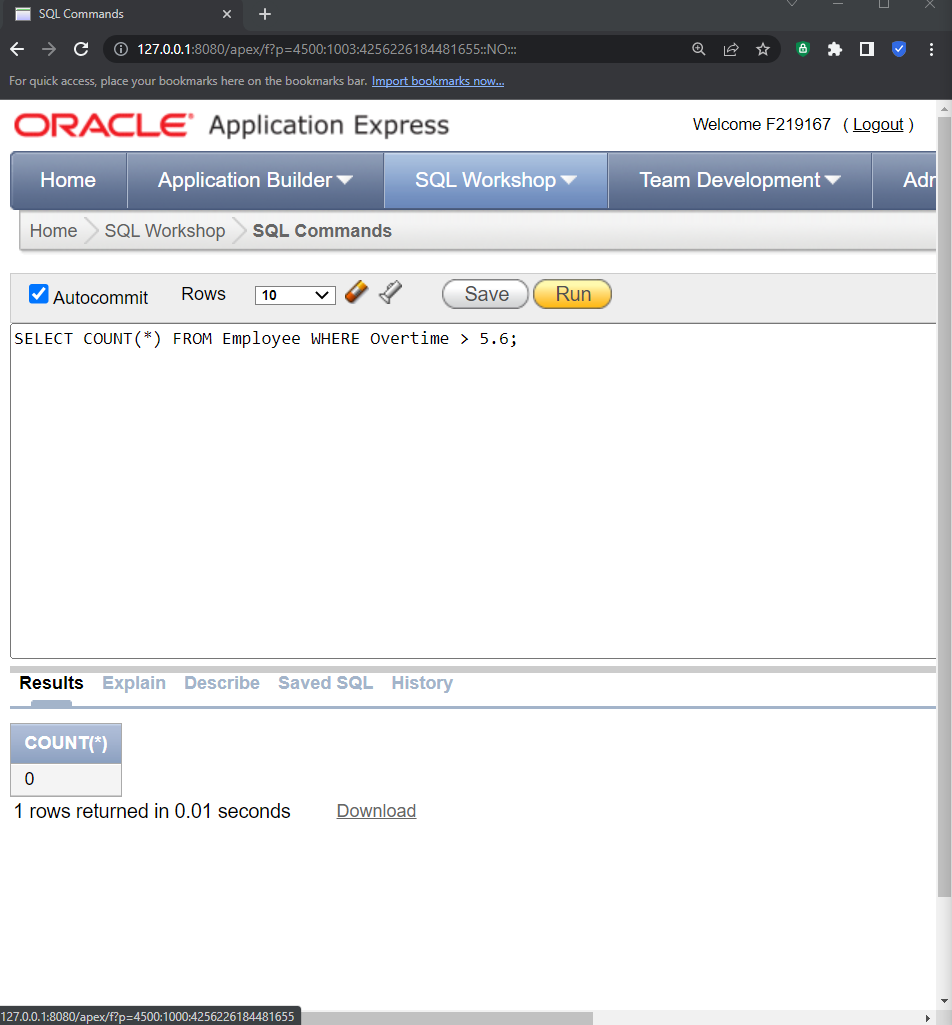 SQL Commands
127.0.0.1:8080/apex/f?p=4500:1003:4256226184481655::NO:::
For quick access, place your bookmarks here on the bookmarks bar. Import bookmarks now...
ORACLE Application Express
Welcome F219167 ( Logout )
Home Application Builder SQL Workshop Team Development Adr
Home SQL Workshop SQL Commands
Autocommit Rows 10 Save Run
SELECT COUNT(*) FROM Employee WHERE Overtime > 5.6;
Results Explain Describe Saved SQL History
COUNT(*)
0
1 rows returned in 0.01 seconds Download
127.0.0.1:8080/apex/f?p=4500:1000:4256226184481655